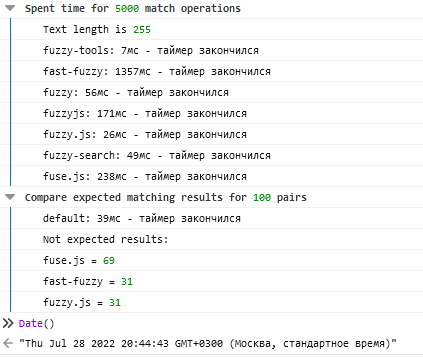 Spent time for 5000 match operations
Text length is 255
fuzzy-tools: 7мс - таймер закончился
fast-fuzzy: 1357мс - таймер закончился
fuzzy: 56мс - таймер закончился
fuzzyjs: 171мс - таймер закончился
fuzzy.js: 26мс - таймер закончился
fuzzy-search: 49мс - таймер закончился
fuse.js: 238мс - таймер закончился
Compare expected matching results for 100 pairs
default: 39мс - таймер закончился
Not expected results:
fuse.js = 69
fast-fuzzy = 31
fuzzy.js = 31
Date()
"Thu Jul 28 2022 20:44:43 GMT+0300 (Москва, стандартное время)"